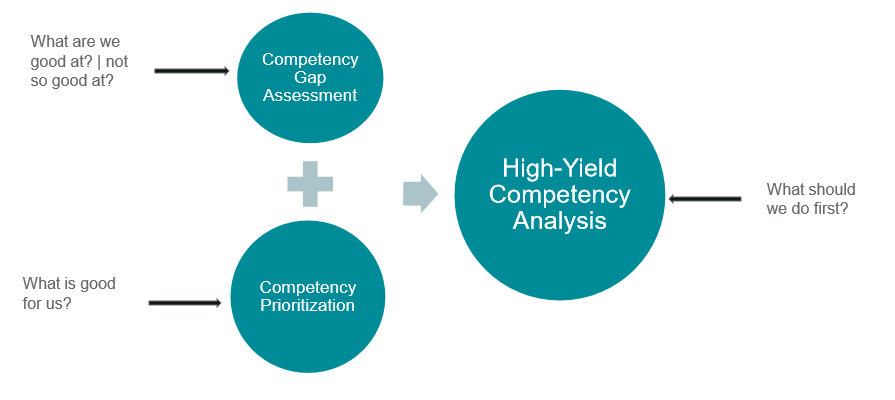 What are we
good at? | not
so good at?
Competency
Gap
Assessment
High-Yield
Competency
Analysis
What should
we do first?
What is good
for us?
Competency
Prioritization